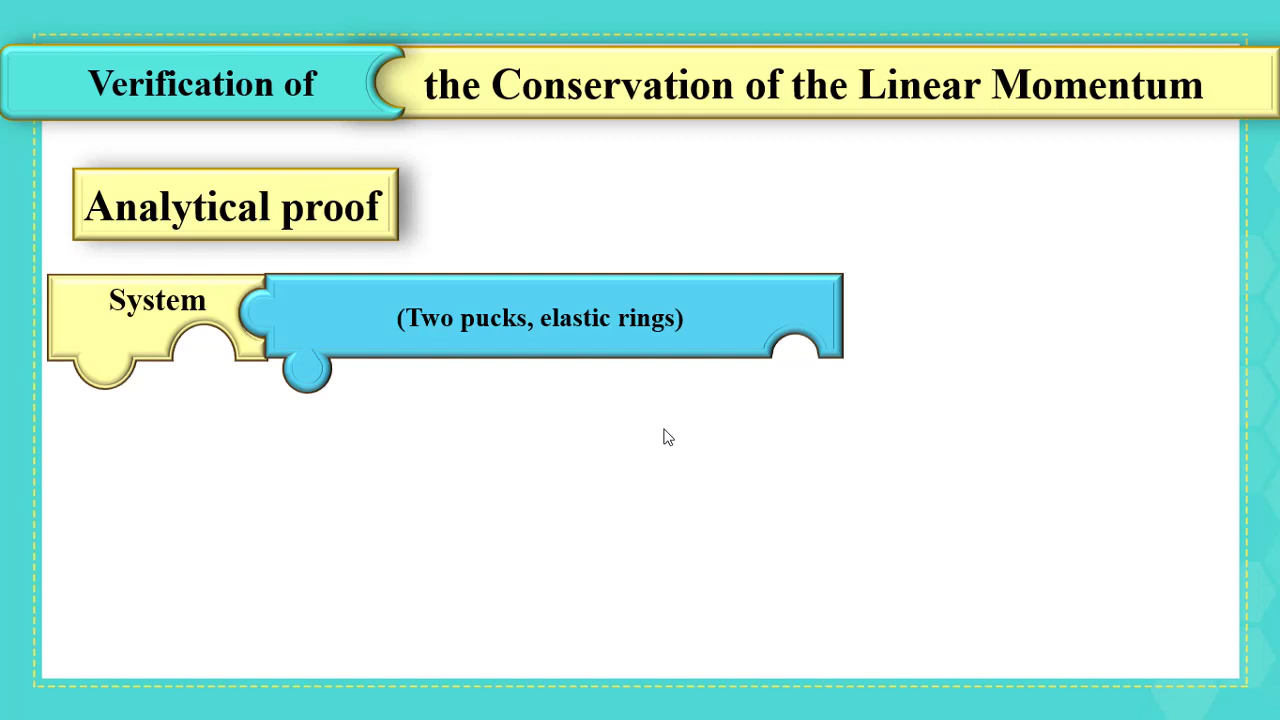 Verification of the Conservation of the Linear Momentum
Analytical proof
System (Two pucks, elastic rings)